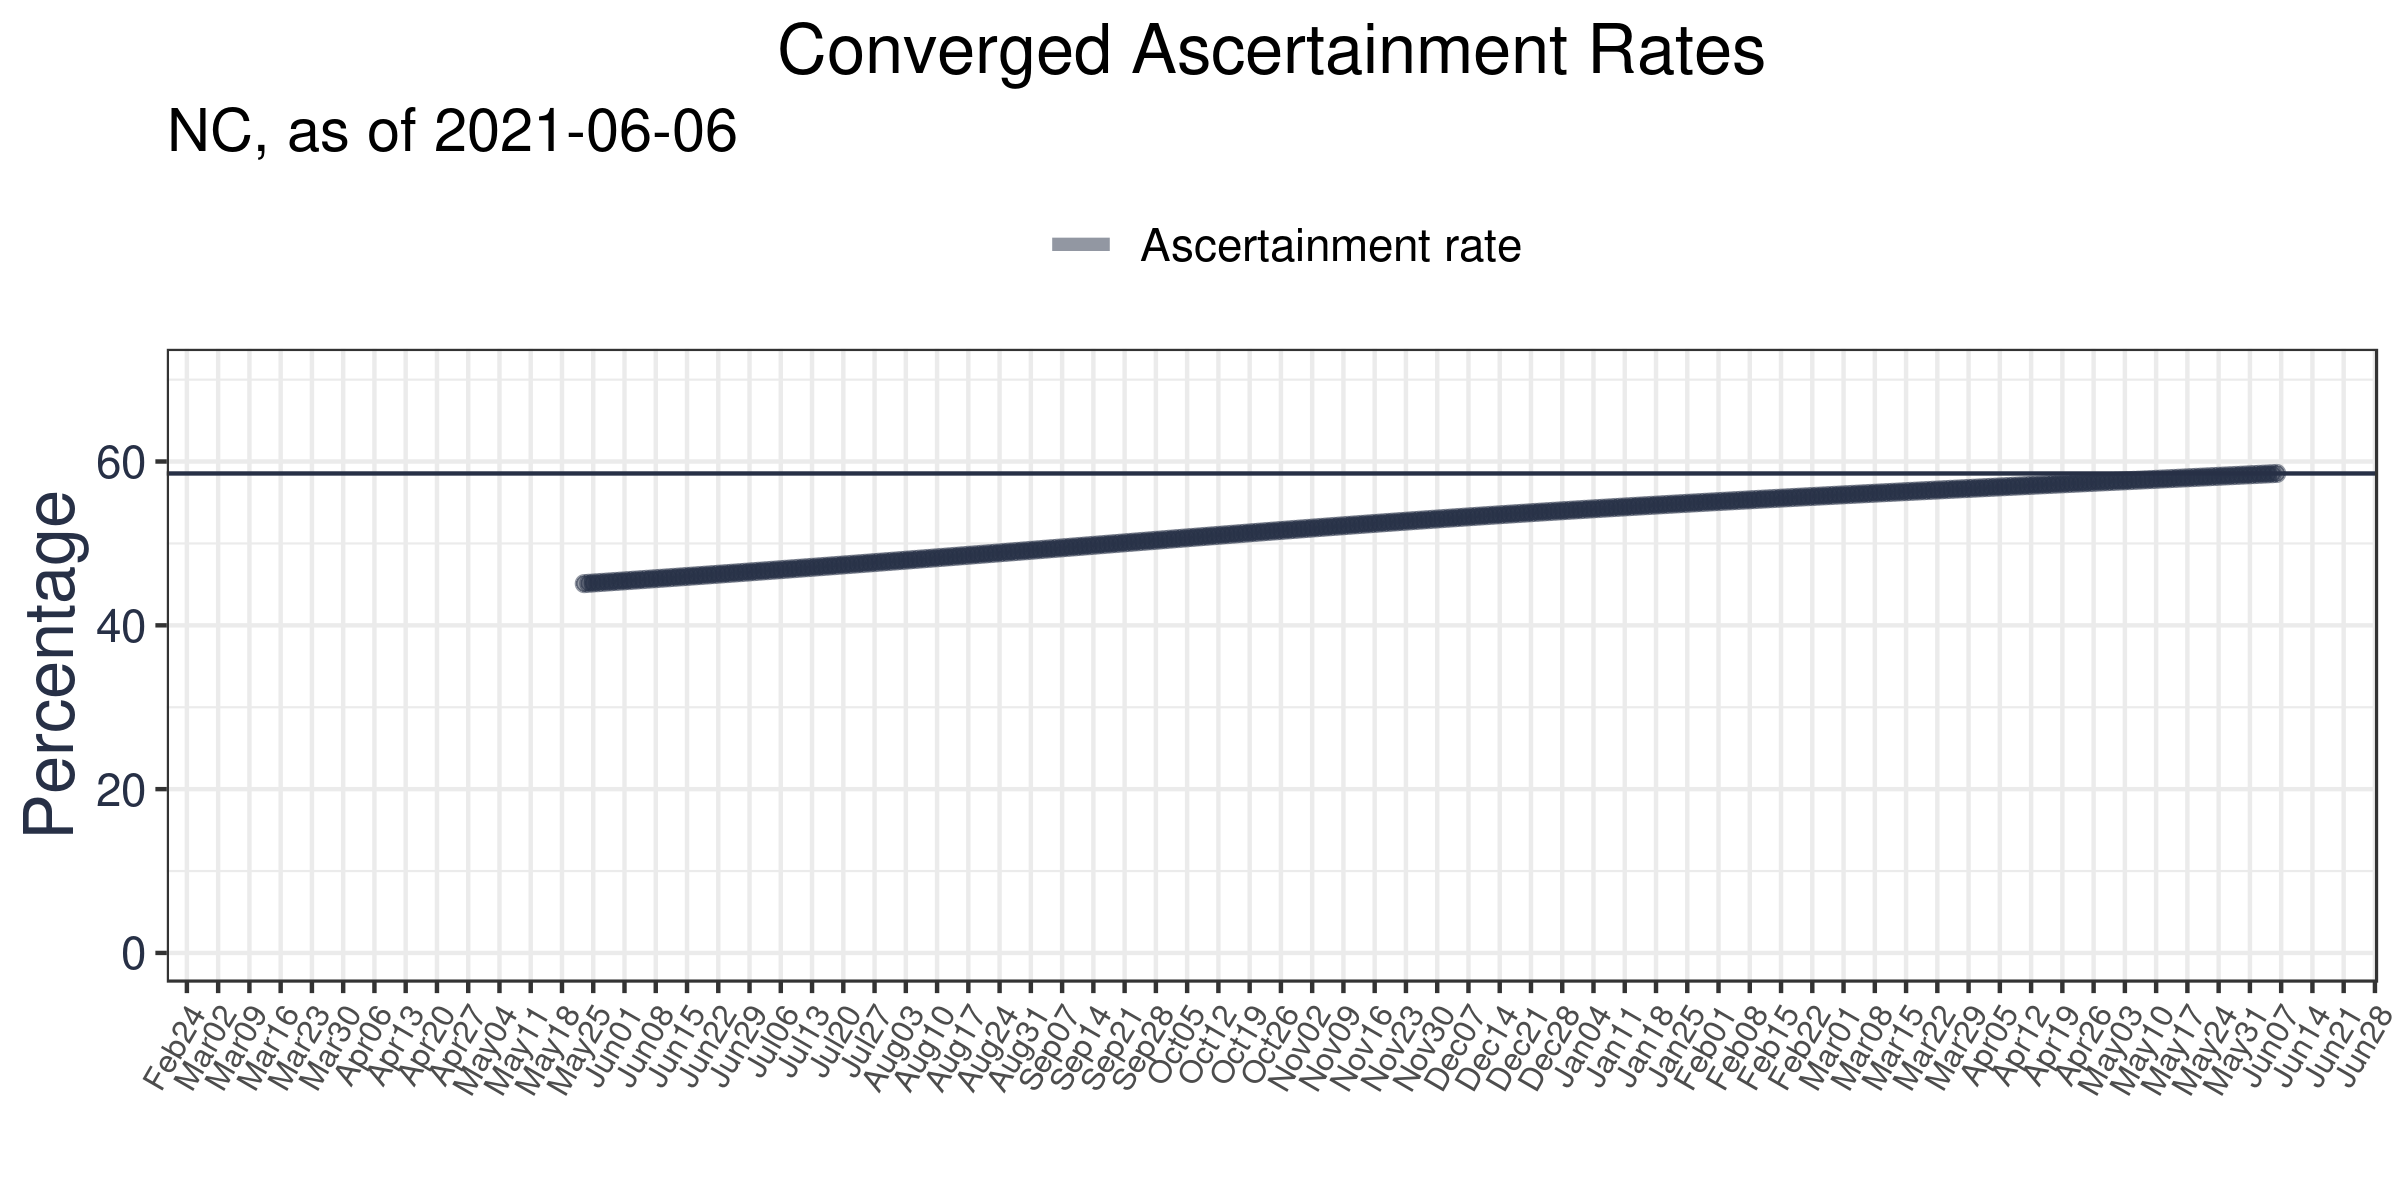 Converged Ascertainment Rates
NC, as of 2021-06-06
Ascertainment rate
Percentage
60
40
20
0
Feb24 Mar02 Mar09 Mar16 Mar23 Mar30 Apr06 Apr13 Apr20 Apr27 May04 May11 May18 May25 Jun01 Jun08 Jun15 Jun22 Jun29 Jul06 Jul13 Jul20 Jul27 Aug03 Aug10 Aug17 Aug24 Aug31 Sep07 Sep14 Sep21 Sep28 Oct05 Oct12 Oct19 Oct26 Nov02 Nov09 Nov16 Nov23 Nov30 Dec07 Dec14 Dec21 Dec28 Jan04 Jan11 Jan18 Jan25 Feb01 Feb08 Feb15 Feb22 Mar01 Mar08 Mar15 Mar22 Mar29 Apr05 Apr12 Apr19 Apr26 May03 May10 May17 May24 May31 Jun07 Jun14 Jun21 Jun28